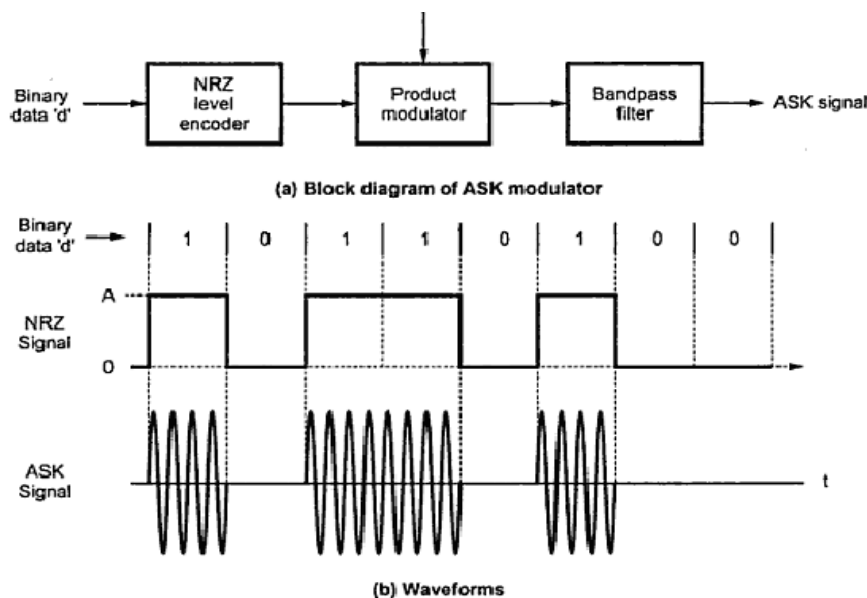 Binary
data 'd'
NRZ
level
encoder
Product
modulator
Bandpass
filter
ASK signal
(a) Block diagram of ASK modulator
Binary
data 'd'
1 0 1 1 0 1 0 0
A
NRZ
Signal
0
ASK
Signal
t
(b) Waveforms